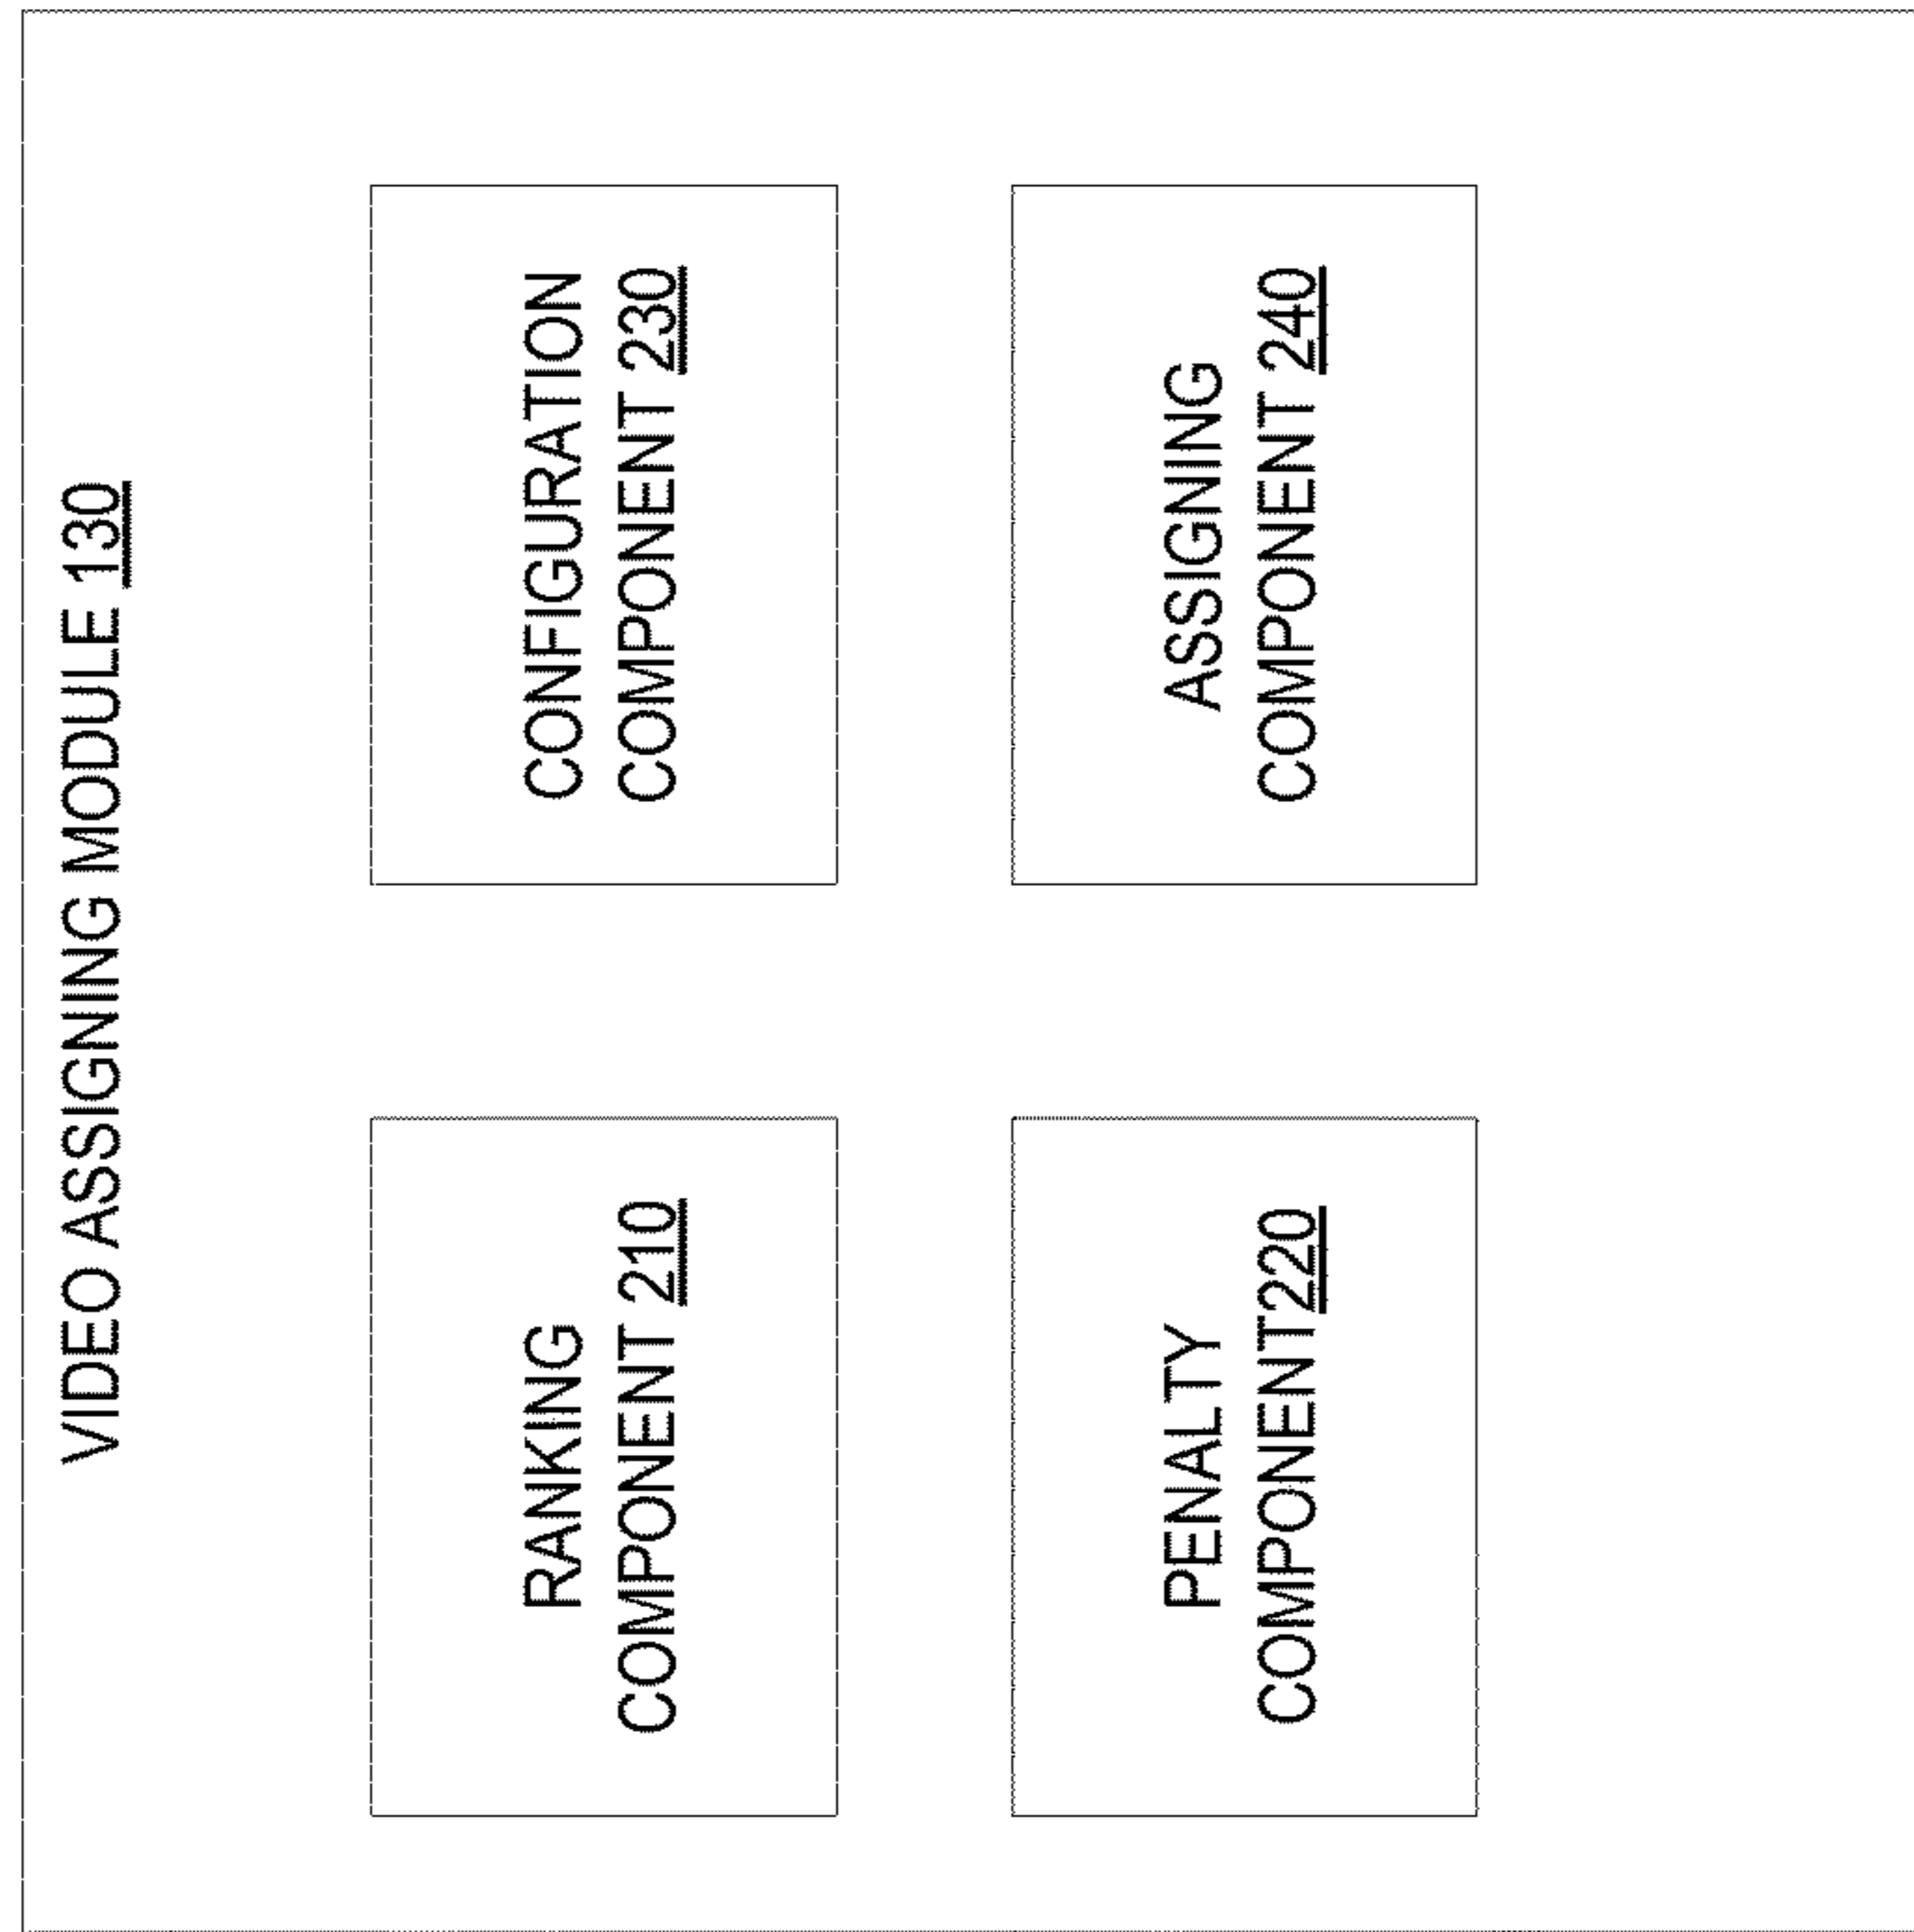 VIDEO ASSIGNING MODULE 130
RANKING
COMPONENT 210
CONFIGURATION
COMPONENT 230
PENALTY
COMPONENT220
ASSIGNING
COMPONENT 240